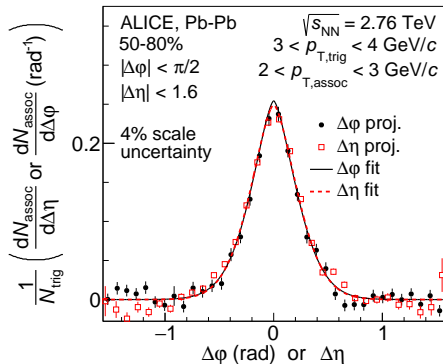 ALICE, Pb-Pb
50-80%
|Δφ| < π/2
|Δη| < 1.6
4% scale
uncertainty
√s_NN = 2.76 TeV
3 < p_T,trig < 4 GeV/c
2 < p_T,assoc < 3 GeV/c
Δφ proj.
Δη proj.
Δφ fit
Δη fit
1/N_trig (dN_assoc/dΔη or dN_assoc/dΔφ (rad⁻¹))
0.2
0
−1 0 1
Δφ (rad) or Δη